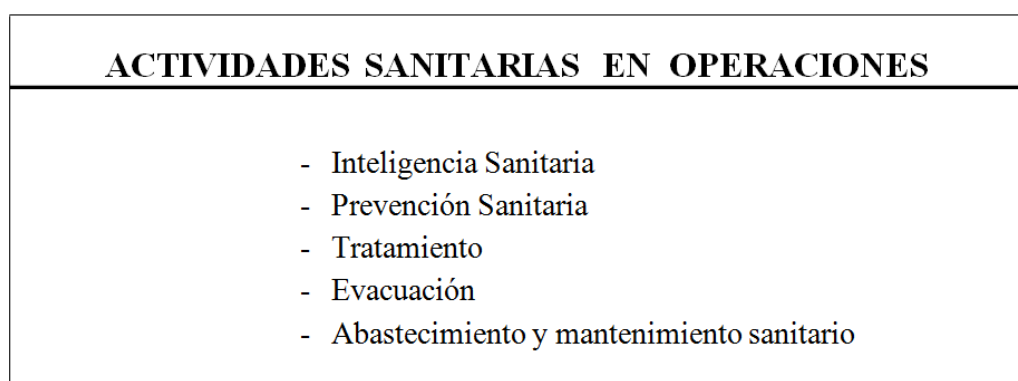 ACTIVIDADES SANITARIAS EN OPERACIONES
- Inteligencia Sanitaria
- Prevención Sanitaria
- Tratamiento
- Evacuación
- Abastecimiento y mantenimiento sanitario